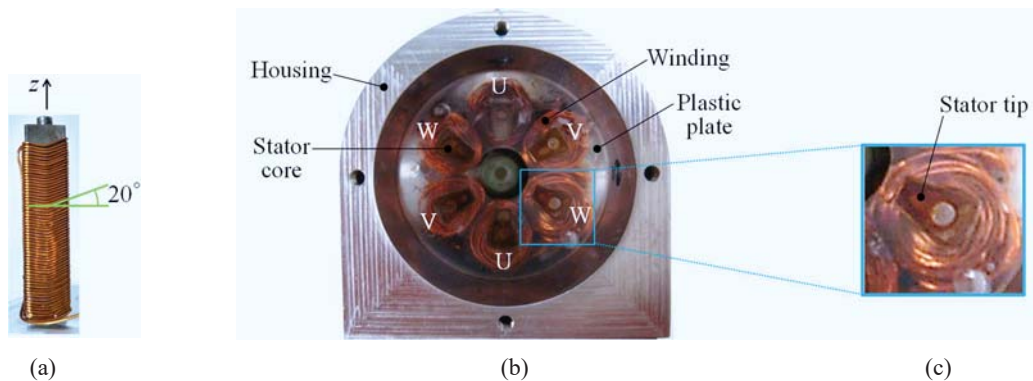 z
20°
(a)
Housing
Winding
Plastic
plate
Stator
core
U
V
W
U
V
W
(b)
Stator tip
(c)